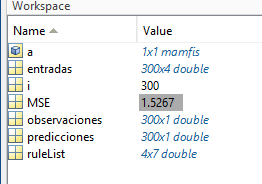 Workspace
Name Value
a 1x1 mamfis
entradas 300x4 double
i 300
MSE 1.5267
observaciones 300x1 double
predicciones 300x1 double
ruleList 4x7 double